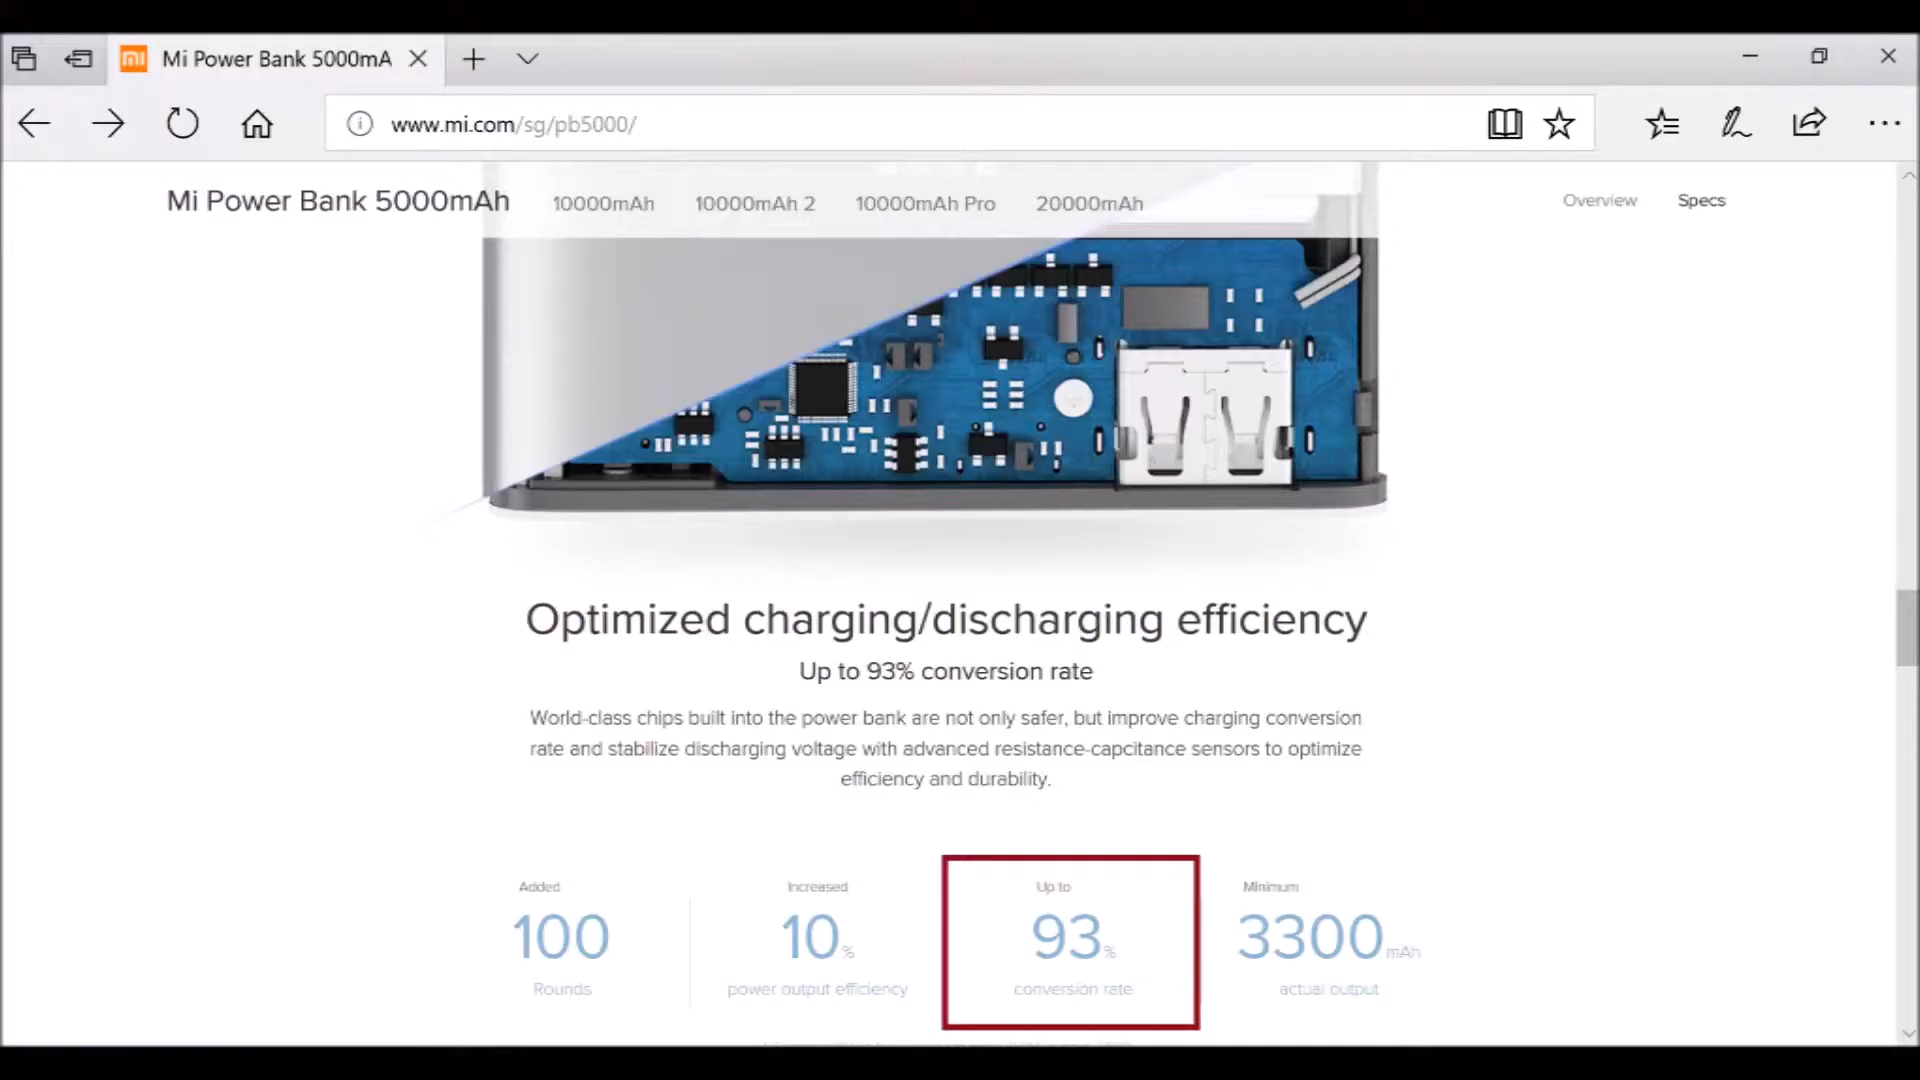 mi Mi Power Bank 5000mA
www.mi.com/sg/pb5000/
Mi Power Bank 5000mAh 10000mAh 10000mAh 2 10000mAh Pro 20000mAh Overview Specs
Optimized charging/discharging efficiency
Up to 93% conversion rate
World-class chips built into the power bank are not only safer, but improve charging conversion
rate and stabilize discharging voltage with advanced resistance-capcitance sensors to optimize
efficiency and durability.
Added Increased Up to Minimum
100 10% 93% 3300mAh
Rounds power output efficiency conversion rate actual output